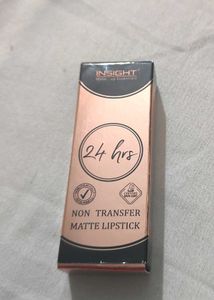 INSIGHT
24 hrs
NON TRANSFER
MATTE LIPSTICK